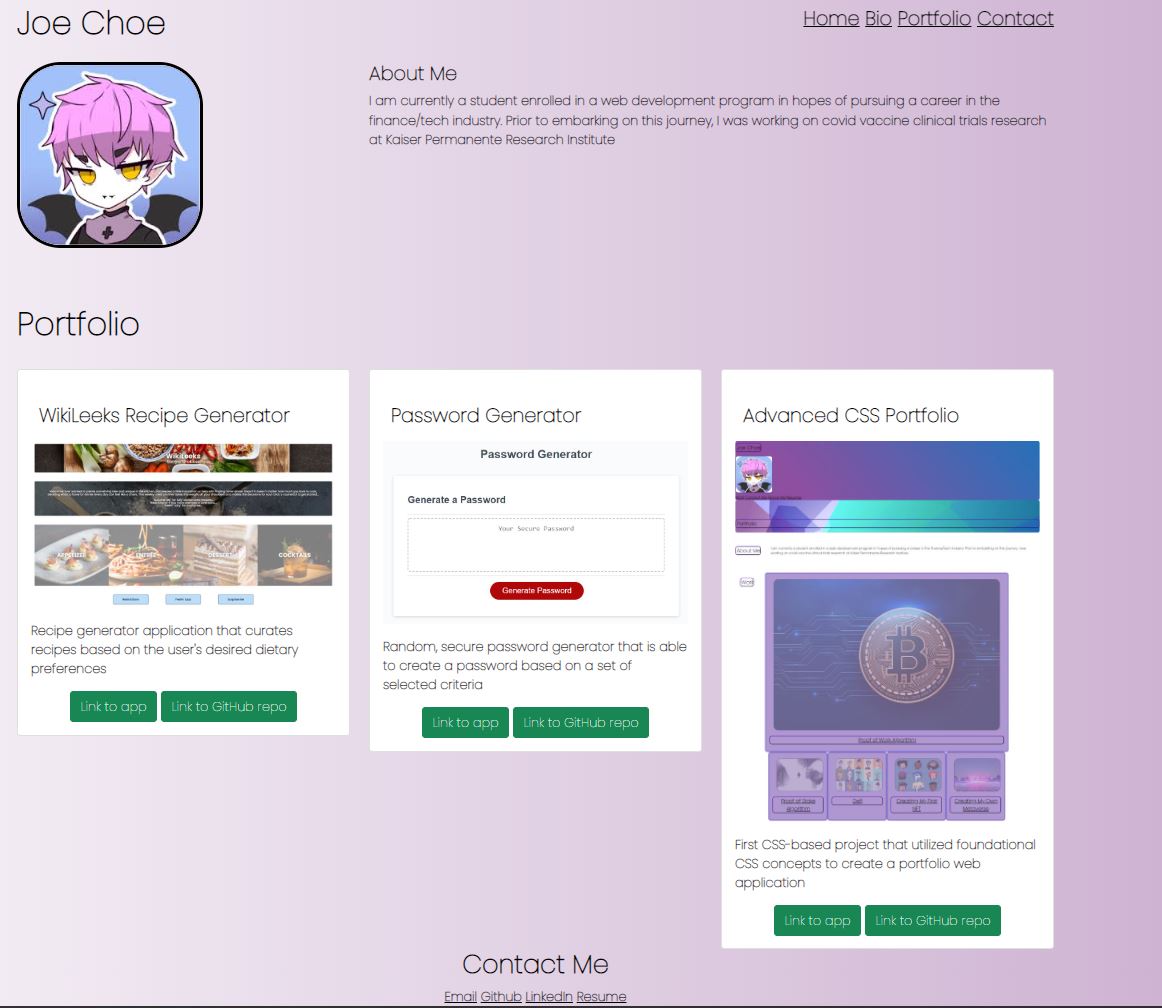 Joe Choe
Home Bio Portfolio Contact
About Me
I am currently a student enrolled in a web development program in hopes of pursuing a career in the
finance/tech industry. Prior to embarking on this journey, I was working on covid vaccine clinical trials research
at Kaiser Permanente Research Institute
Portfolio
WikiLeeks Recipe Generator
WikiLeeks
APPETIZER
ENTREE
DESSERT
COCKTAILS
Recipe generator application that curates
recipes based on the user's desired dietary
preferences
Link to app Link to GitHub repo
Password Generator
Password Generator
Generate a Password
Your Secure Password
Generate Password
Random, secure password generator that is able
to create a password based on a set of
selected criteria
Link to app Link to GitHub repo
Advanced CSS Portfolio
Joe Choe
Portfolio
About Me
Work
Proof of Work Algorithm
Proof of Stake
Algorithm
Defi
Creating My First
NFT
Creating My Own
Metaverse
First CSS-based project that utilized foundational
CSS concepts to create a portfolio web
application
Link to app Link to GitHub repo
Contact Me
Email Github LinkedIn Resume